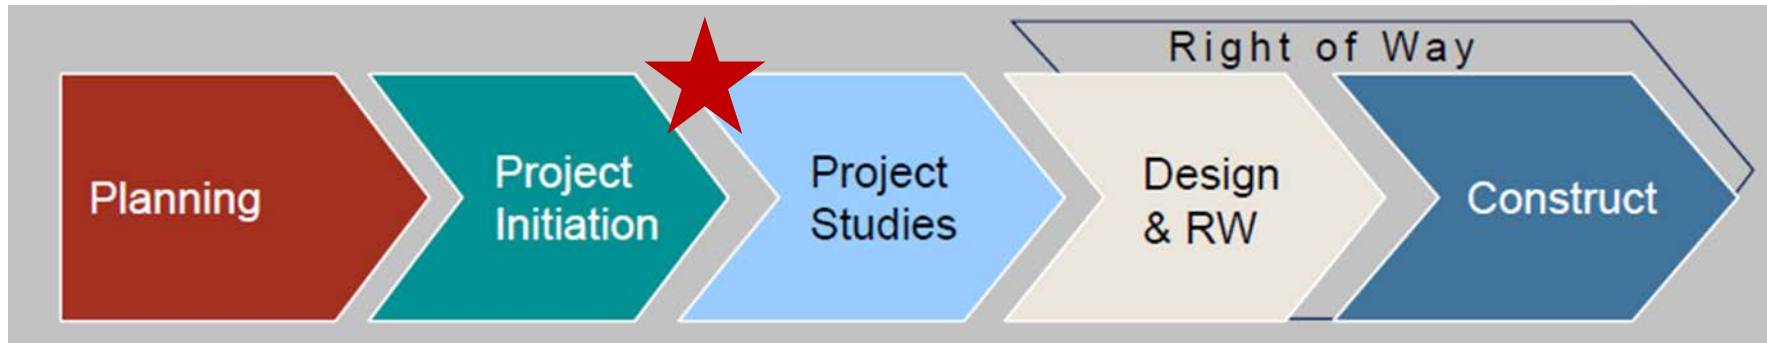 Right of Way
Planning
Project
Initiation
Project
Studies
Design
& RW
Construct